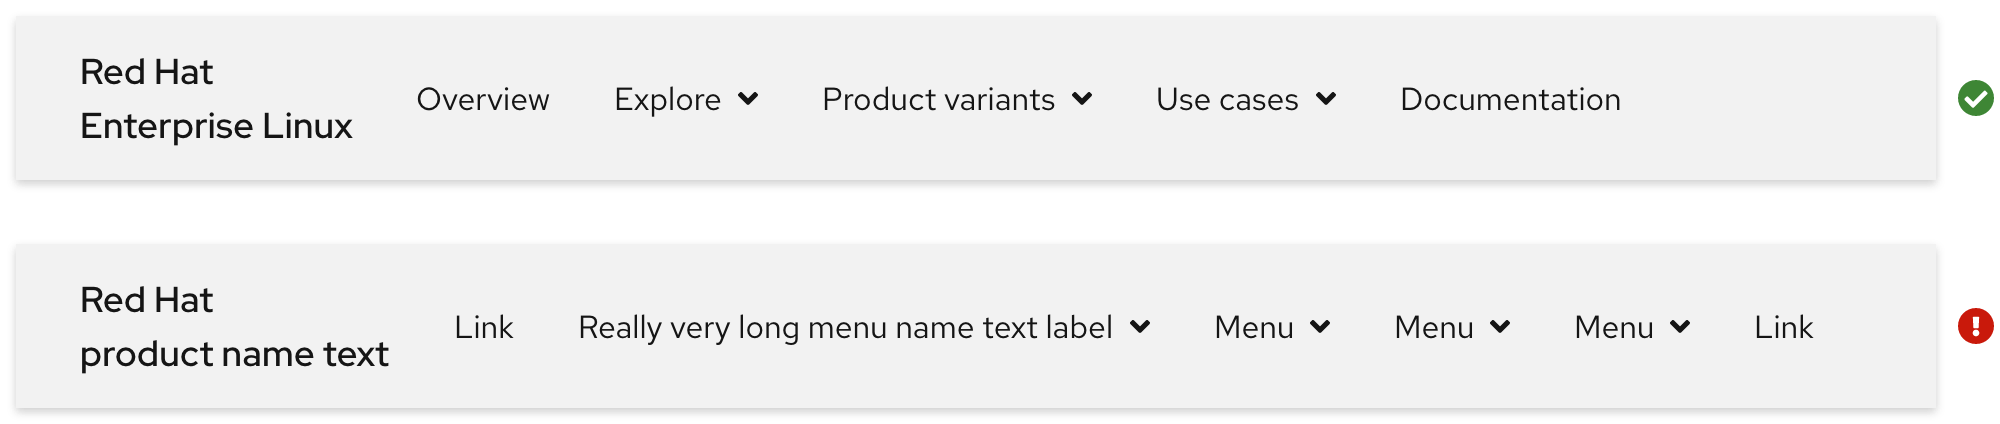 Red Hat
Enterprise Linux
Overview Explore Product variants Use cases Documentation
Red Hat
product name text
Link Really very long menu name text label Menu Menu Menu Link